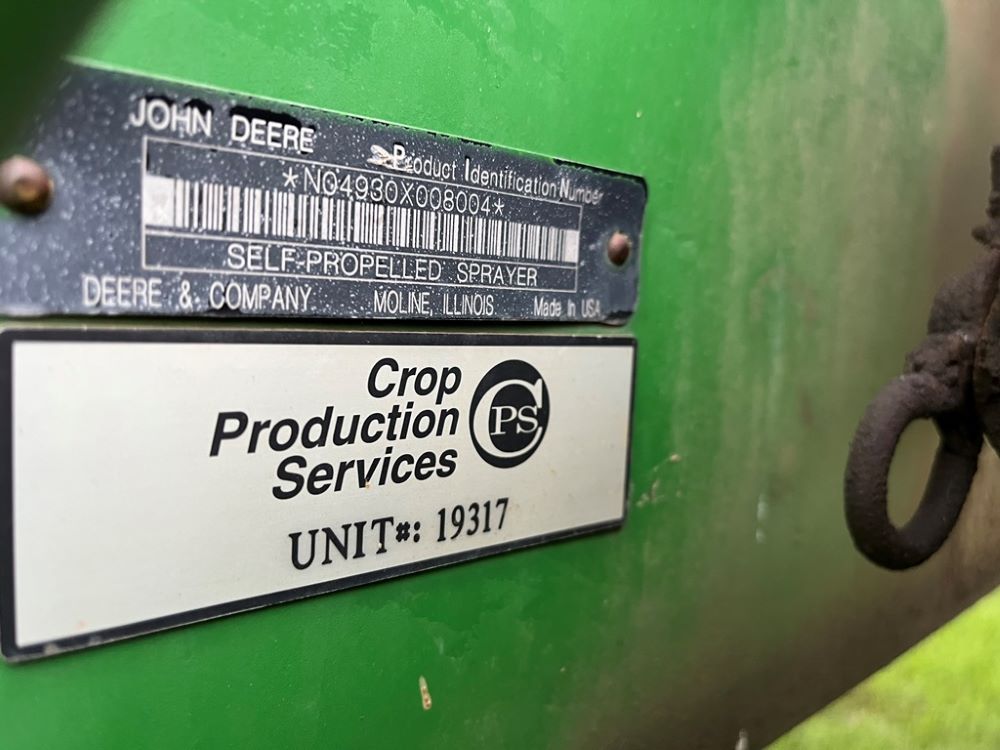 JOHN DEERE
Product Identification Number
*N04930X008004*
SELF-PROPELLED SPRAYER
DEERE & COMPANY MOLINE, ILLINOIS Made in USA
Crop
Production
Services
CPS
UNIT#: 19317